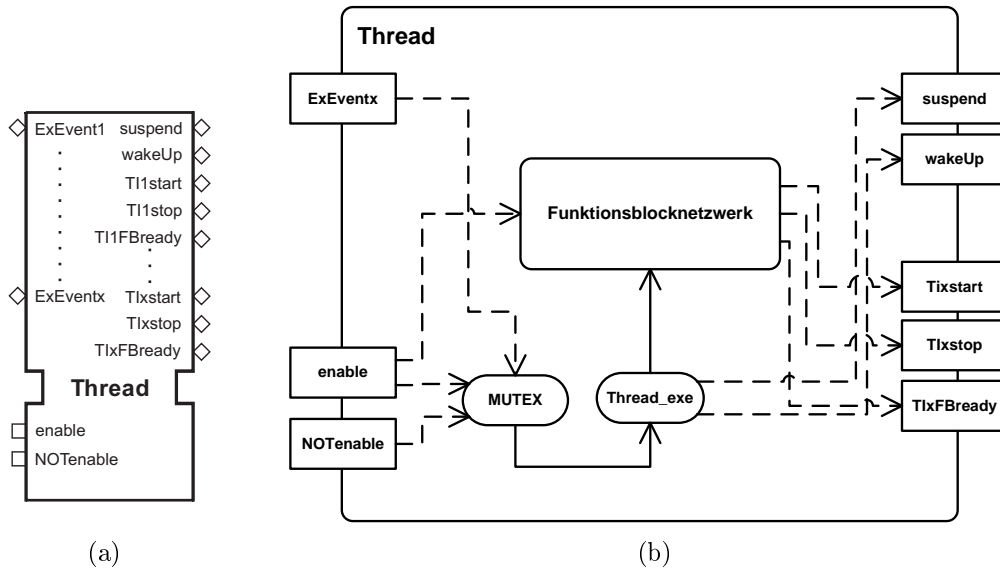 ExEvent1
suspend
wakeUp
TI1start
TI1stop
TI1FBready
ExEventx
TIxstart
TIxstop
TIxFBready
Thread
enable
NOTenable
(a)
Thread
ExEventx
suspend
wakeUp
Funktionsblocknetzwerk
Tixstart
TIxstop
enable
MUTEX
Thread_exe
TIxFBready
NOTenable
(b)